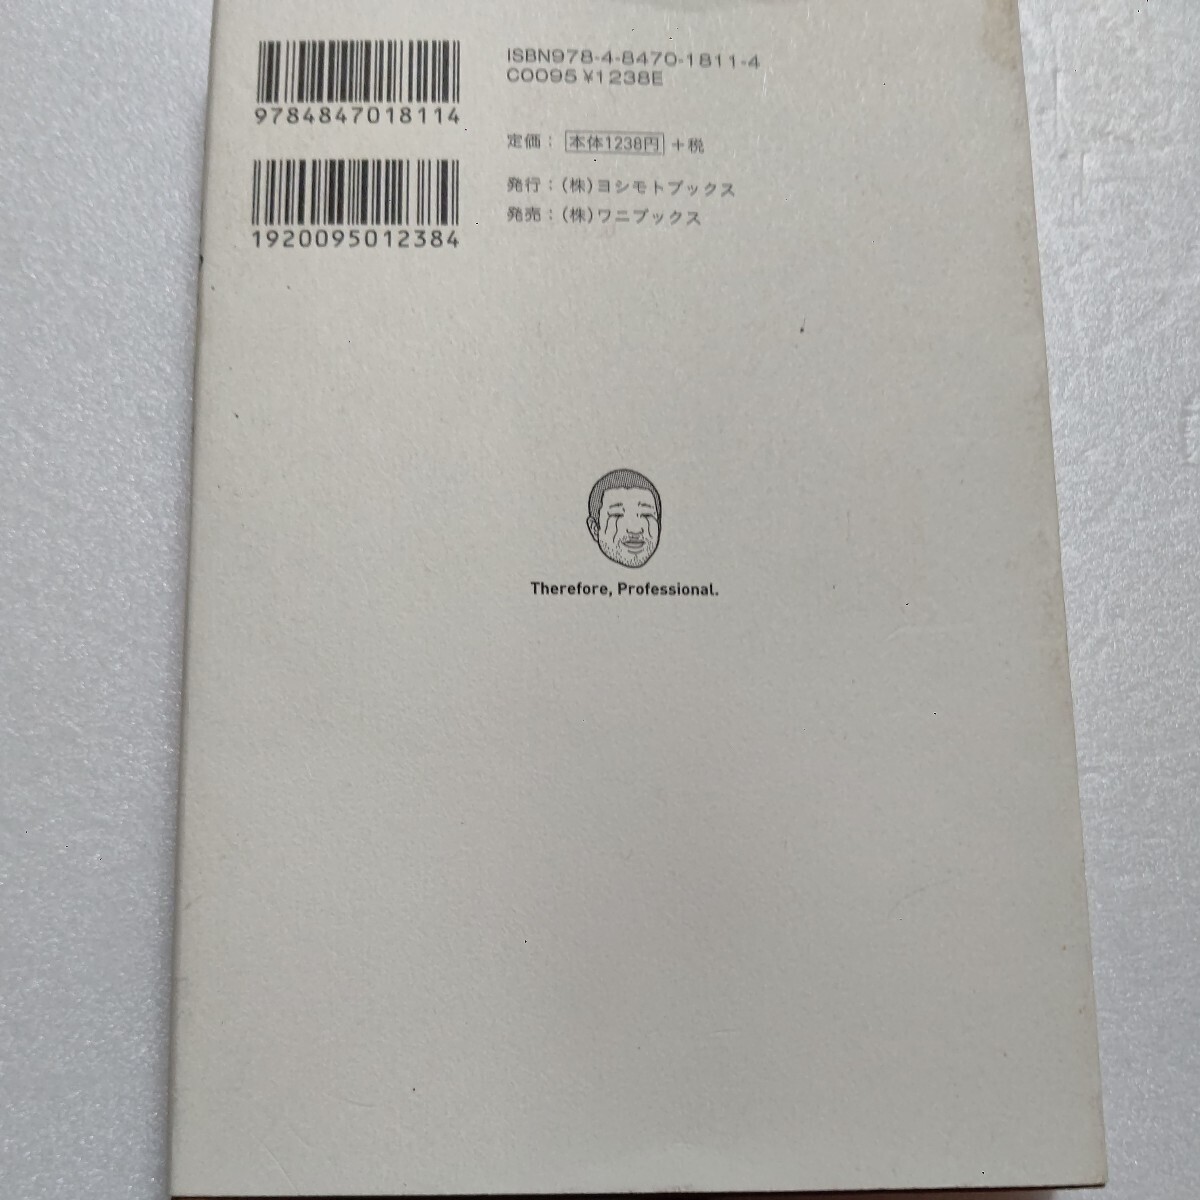 ISBN978-4-8470-1811-4
C0095 ¥1238E
9784847018114
定価： 本体1238円 +税
発行：(株)ヨシモトブックス
発売：(株)ワニブックス
1920095012384
Therefore, Professional.